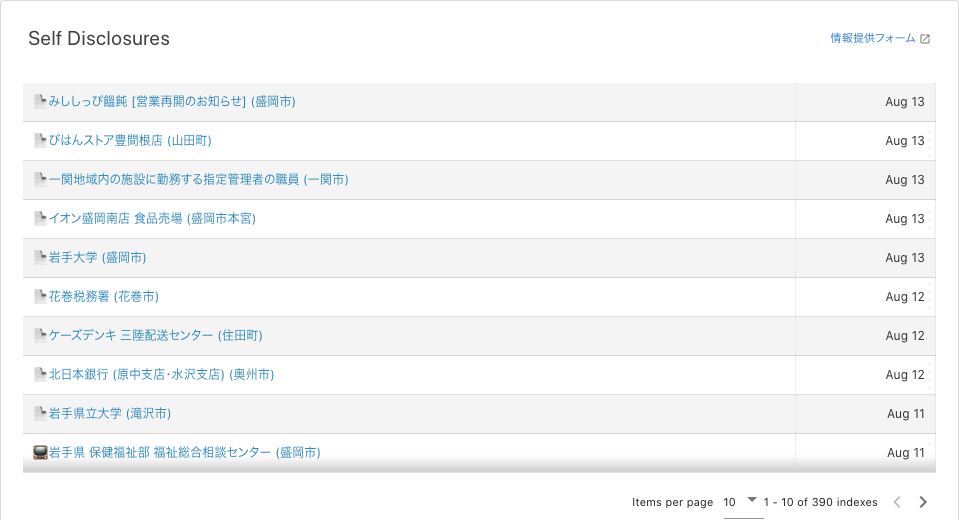 Self Disclosures
情報提供フォーム
みししっぴ饂飩 [営業再開のお知らせ] (盛岡市)
Aug 13
びはんストア豊間根店 (山田町)
Aug 13
一関地域内の施設に勤務する指定管理者の職員 (一関市)
Aug 13
イオン盛岡南店 食品売場 (盛岡市本宮)
Aug 13
岩手大学 (盛岡市)
Aug 13
花巻税務署 (花巻市)
Aug 12
ケーズデンキ 三陸配送センター (住田町)
Aug 12
北日本銀行 (原中支店・水沢支店) (奥州市)
Aug 12
岩手県立大学 (滝沢市)
Aug 11
岩手県 保健福祉部 福祉総合相談センター (盛岡市)
Aug 11
Items per page 10 1 - 10 of 390 indexes